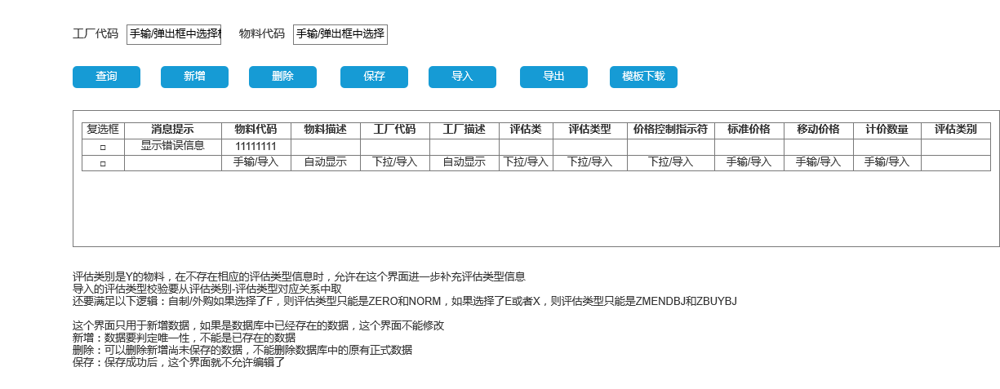 工厂代码 手输/弹出框中选择 物料代码 手输/弹出框中选择
查询 新增 删除 保存 导入 导出 模板下载
复选框 消息提示 物料代码 物料描述 工厂代码 工厂描述 评估类 评估类型 价格控制指示符 标准价格 移动价格 计价数量 评估类别
显示错误信息 11111111
手输/导入 自动显示 下拉/导入 自动显示 下拉/导入 下拉/导入 下拉/导入 手输/导入 手输/导入 手输/导入
评估类别是Y的物料，在不存在相应的评估类型信息时，允许在这个界面进一步补充评估类型信息
导入的评估类型校验要从评估类别-评估类型对应关系中取
还要满足以下逻辑：自制/外购如果选择了F，则评估类型只能是ZERO和NORM，如果选择了E或者X，则评估类型只能是ZMENDBJ和ZBUYBJ
这个界面只用于新增数据，如果是数据库中已经存在的数据，这个界面不能修改
新增：数据要判定唯一性，不能是已存在的数据
删除：可以删除新增尚未保存的数据，不能删除数据库中的原有正式数据
保存：保存成功后，这个界面就不允许编辑了